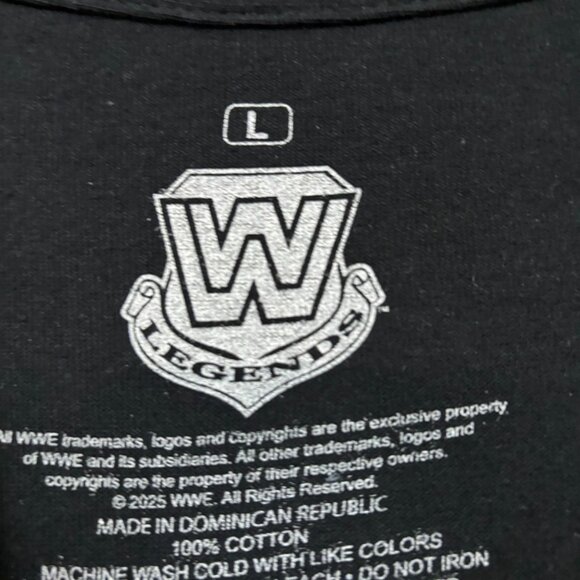 L
W
LEGENDS
TM
All WWE trademarks, logos and copyrights are the exclusive property
of WWE and its subsidiaries. All other trademarks, logos and
copyrights are the property of their respective owners.
© 2025 WWE. All Rights Reserved.
MADE IN DOMINICAN REPUBLIC
100% COTTON
MACHINE WASH COLD WITH LIKE COLORS
BLEACH • DO NOT IRON